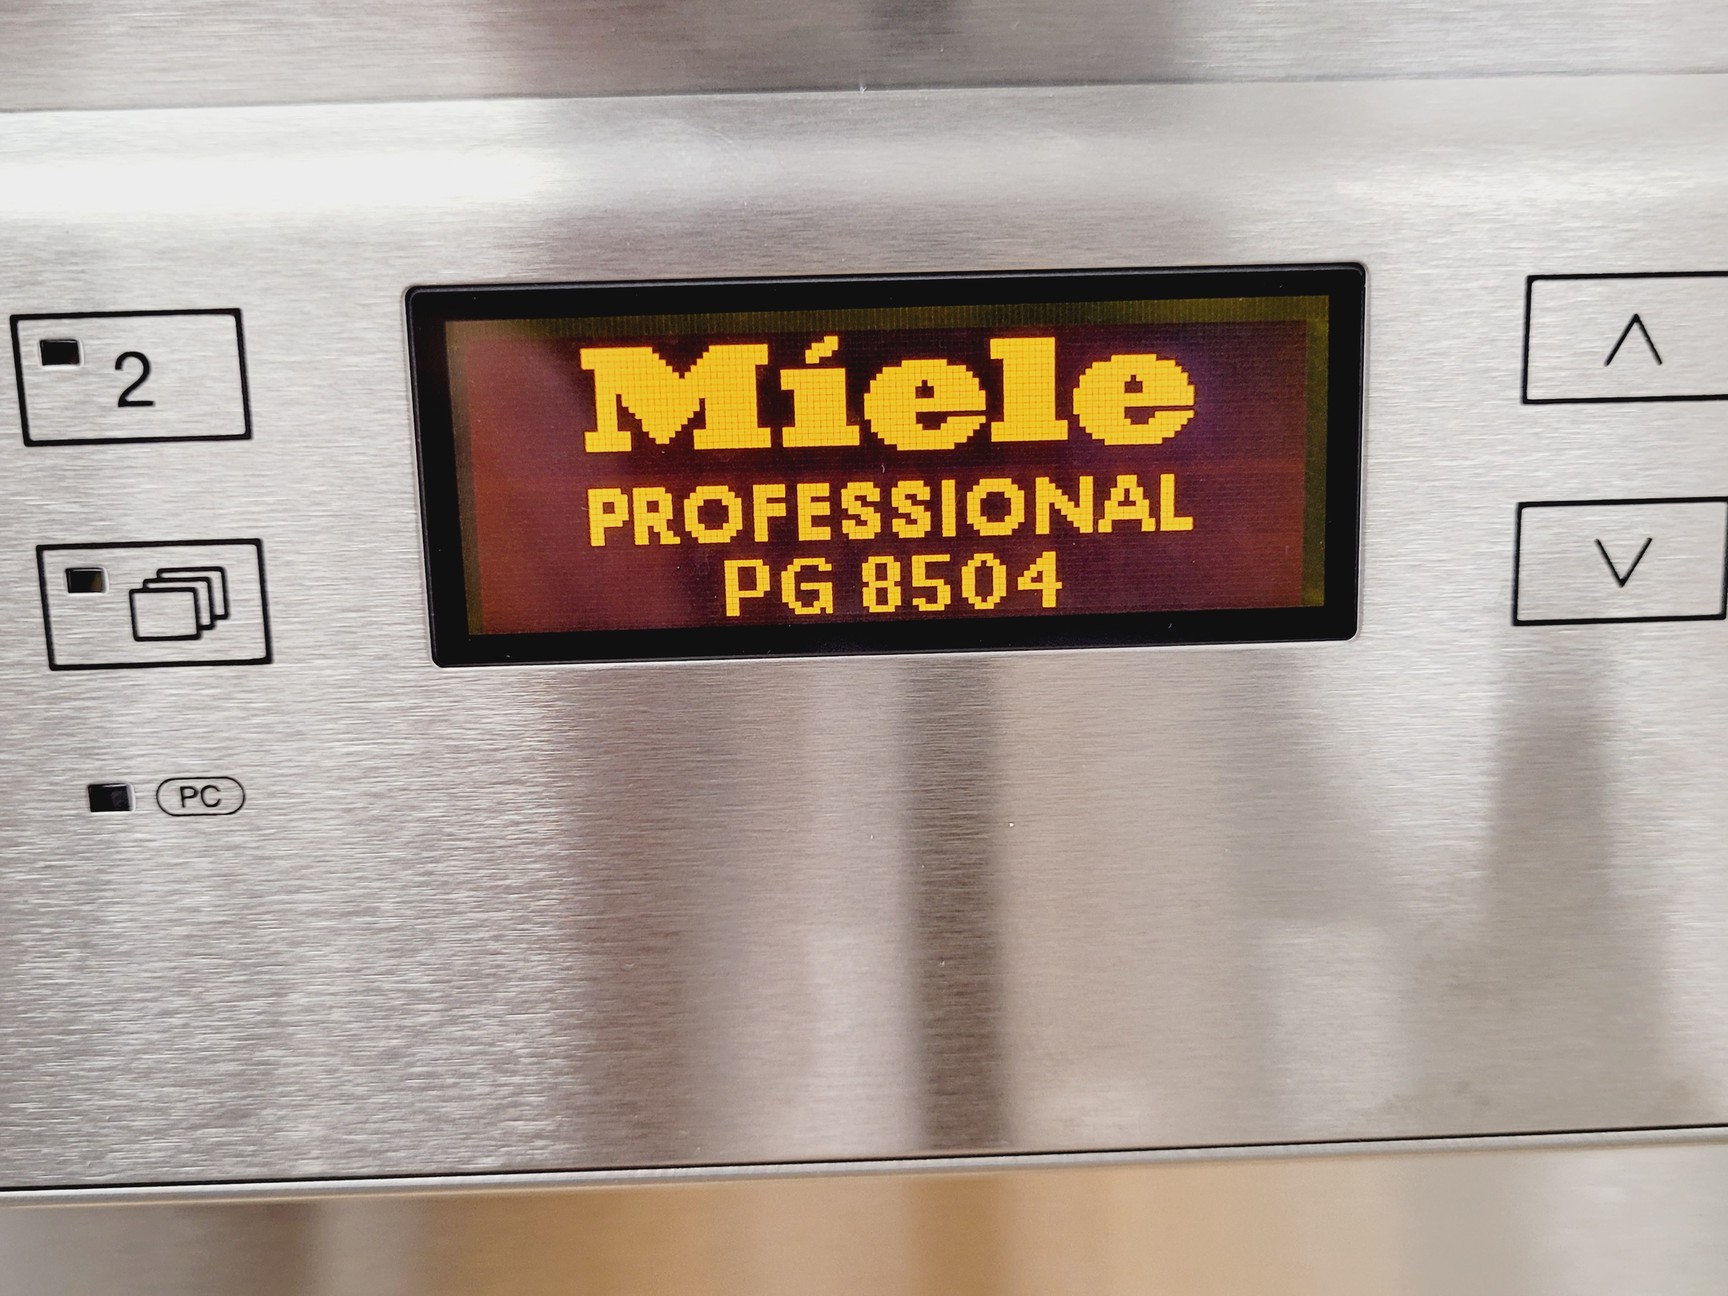 2
Miele
PROFESSIONAL
PG 8504
PC